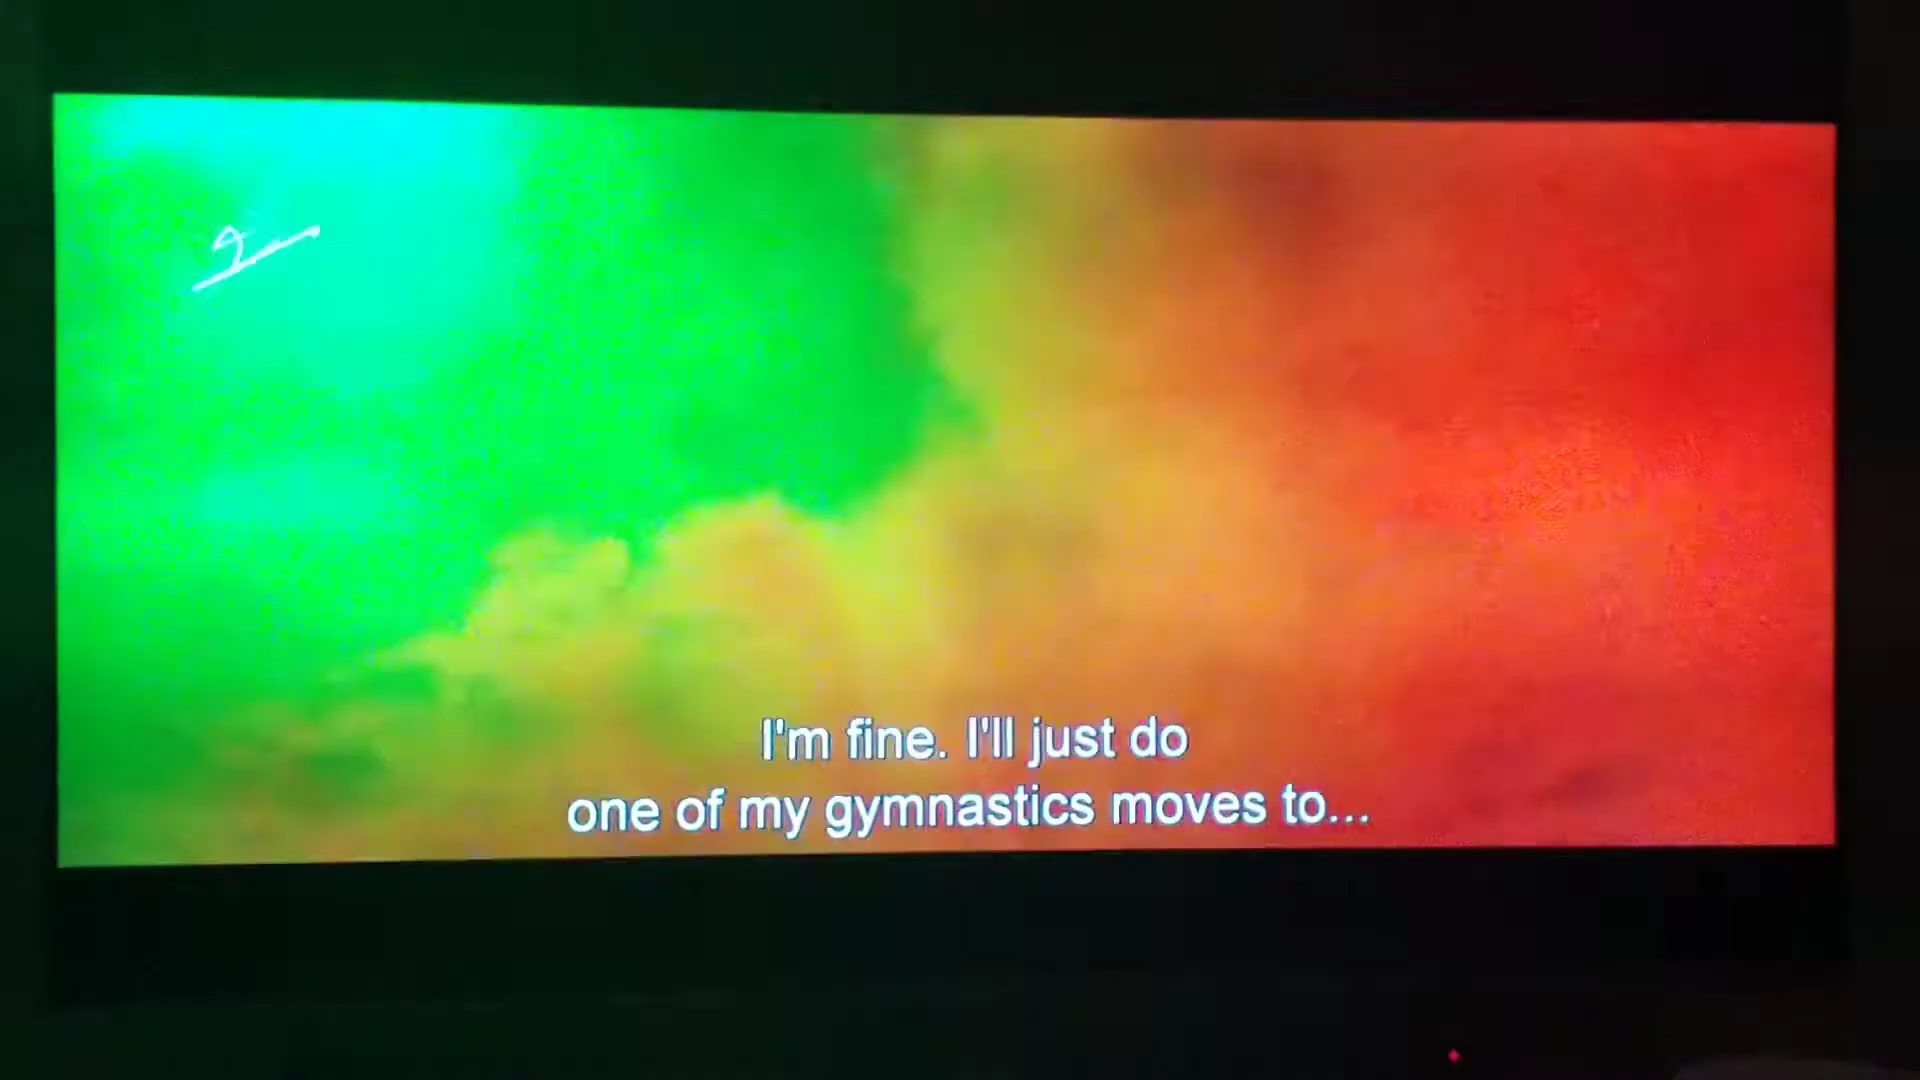 I'm fine. I'll just do
one of my gymnastics moves to...